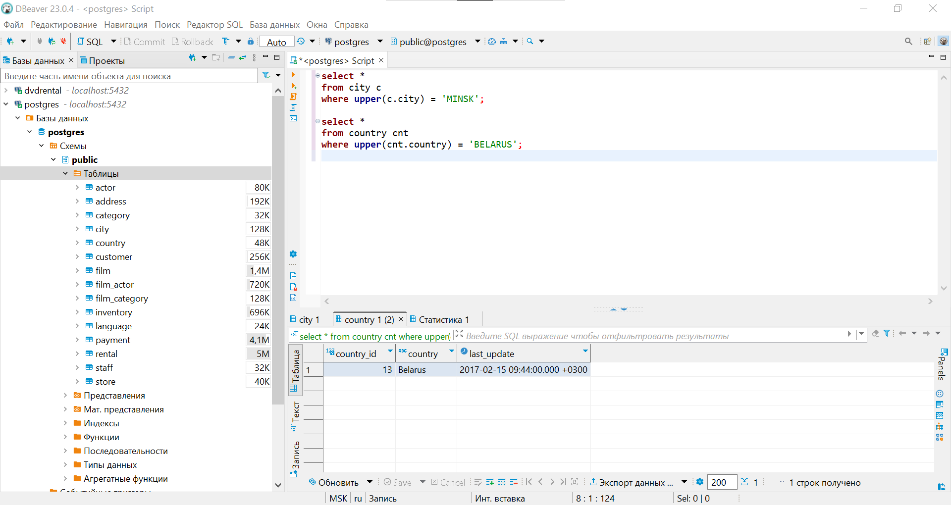 DBeaver 23.0.4 - <postgres> Script
Файл Редактирование Навигация Поиск Редактор SQL База данных Окна Справка
SQL Commit Rollback Auto postgres public@postgres
Базы данных Проекты
*<postgres> Script
Введите часть имени объекта для поиска
dvdrental - localhost:5432
postgres - localhost:5432
Базы данных
postgres
Схемы
public
Таблицы
actor 80K
address 192K
category 32K
city 128K
country 48K
customer 256K
film 1,4M
film_actor 720K
film_category 128K
inventory 696K
language 24K
payment 4,1M
rental 5M
staff 32K
store 40K
Представления
Мат. представления
Индексы
Функции
Последовательности
Типы данных
Агрегатные функции
select *
from city c
where upper(c.city) = 'MINSK';
select *
from country cnt
where upper(cnt.country) = 'BELARUS';
city 1 country 1 (2) Статистика 1
select * from country cnt where upper( Введите SQL выражение чтобы отфильтровать результаты
Таблица
Текст
Запись
Panels
country_id country last_update
1 13 Belarus 2017-02-15 09:44:00.000 +0300
Обновить Save Cancel Экспорт данных ... 200 1 1 строк получено
MSK ru Запись Инт. вставка 8 : 1 : 124 Sel: 0 | 0